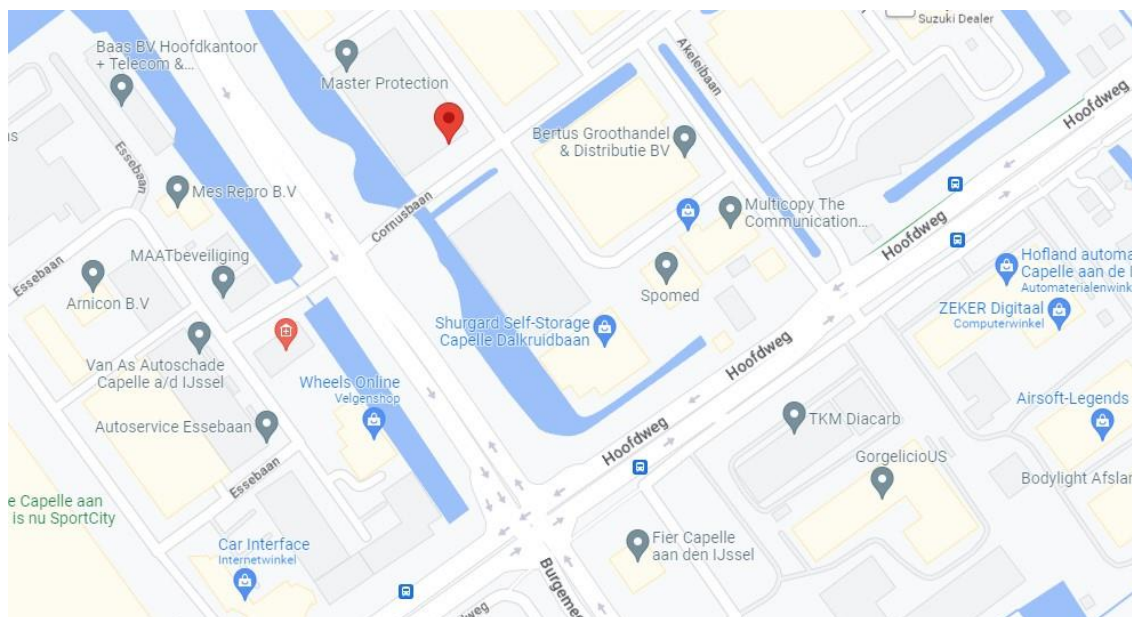 Suzuki Dealer
Baas BV Hoofdkantoor
+ Telecom & ...
Master Protection
Akeleibaan
Hoofdweg
as
Essebaan
Bertus Groothandel
& Distributie BV
Mes Repro B.V
Multicopy The
Communication...
Cornusbaan
Hoofdweg
MAATbeveiliging
Essebaan
Hofland automa
Capelle aan de I
Automaterialenwink
Arnicon B.V
Spomed
ZEKER Digitaal
Computerwinkel
Shurgard Self-Storage
Capelle Dalkruidbaan
Van As Autoschade
Capelle a/d IJssel
Hoofdweg
Wheels Online
Velgenshop
Airsoft-Legends
Autoservice Essebaan
TKM Diacarb
Hoofdweg
GorgelicioUS
Essebaan
Bodylight Afslan
e Capelle aan
is nu SportCity
Car Interface
Internetwinkel
Fier Capelle
aan den IJssel
Burgemee
fdweg